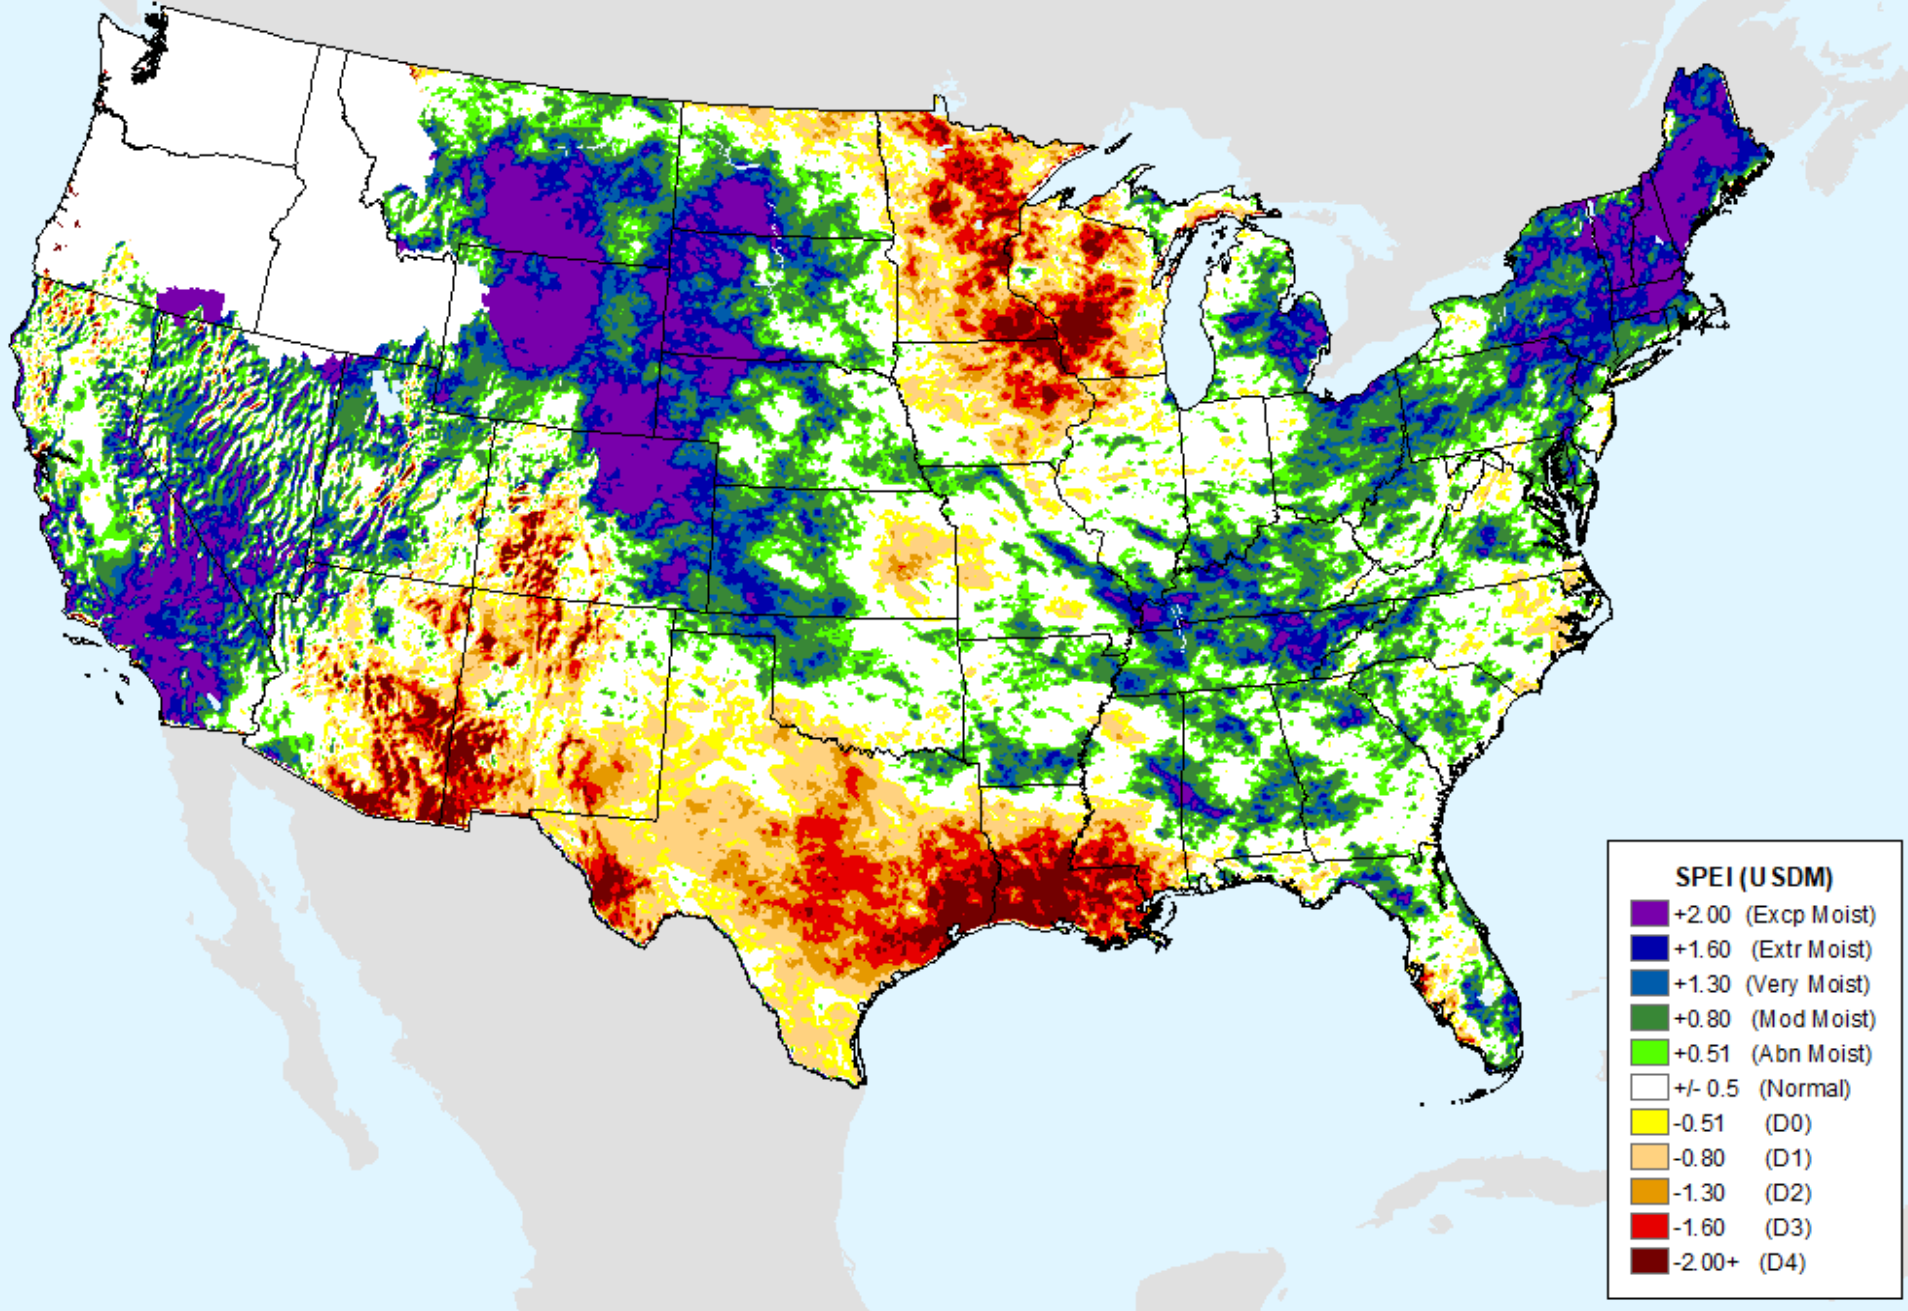 SPEI (USDM)
+2.00 (Excp Moist)
+1.60 (Extr Moist)
+1.30 (Very Moist)
+0.80 (Mod Moist)
+0.51 (Abn Moist)
+/- 0.5 (Normal)
-0.51 (D0)
-0.80 (D1)
-1.30 (D2)
-1.60 (D3)
-2.00+ (D4)